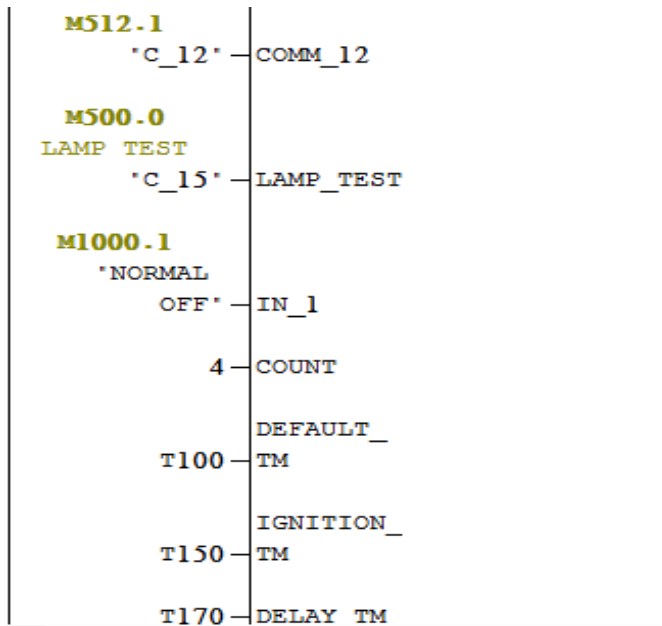 M512.1
"C_12" COMM_12
M500.0
LAMP TEST
"C_15" LAMP_TEST
M1000.1
"NORMAL
OFF" IN_1
4 COUNT
DEFAULT_
T100 TM
IGNITION_
T150 TM
T170 DELAY TM